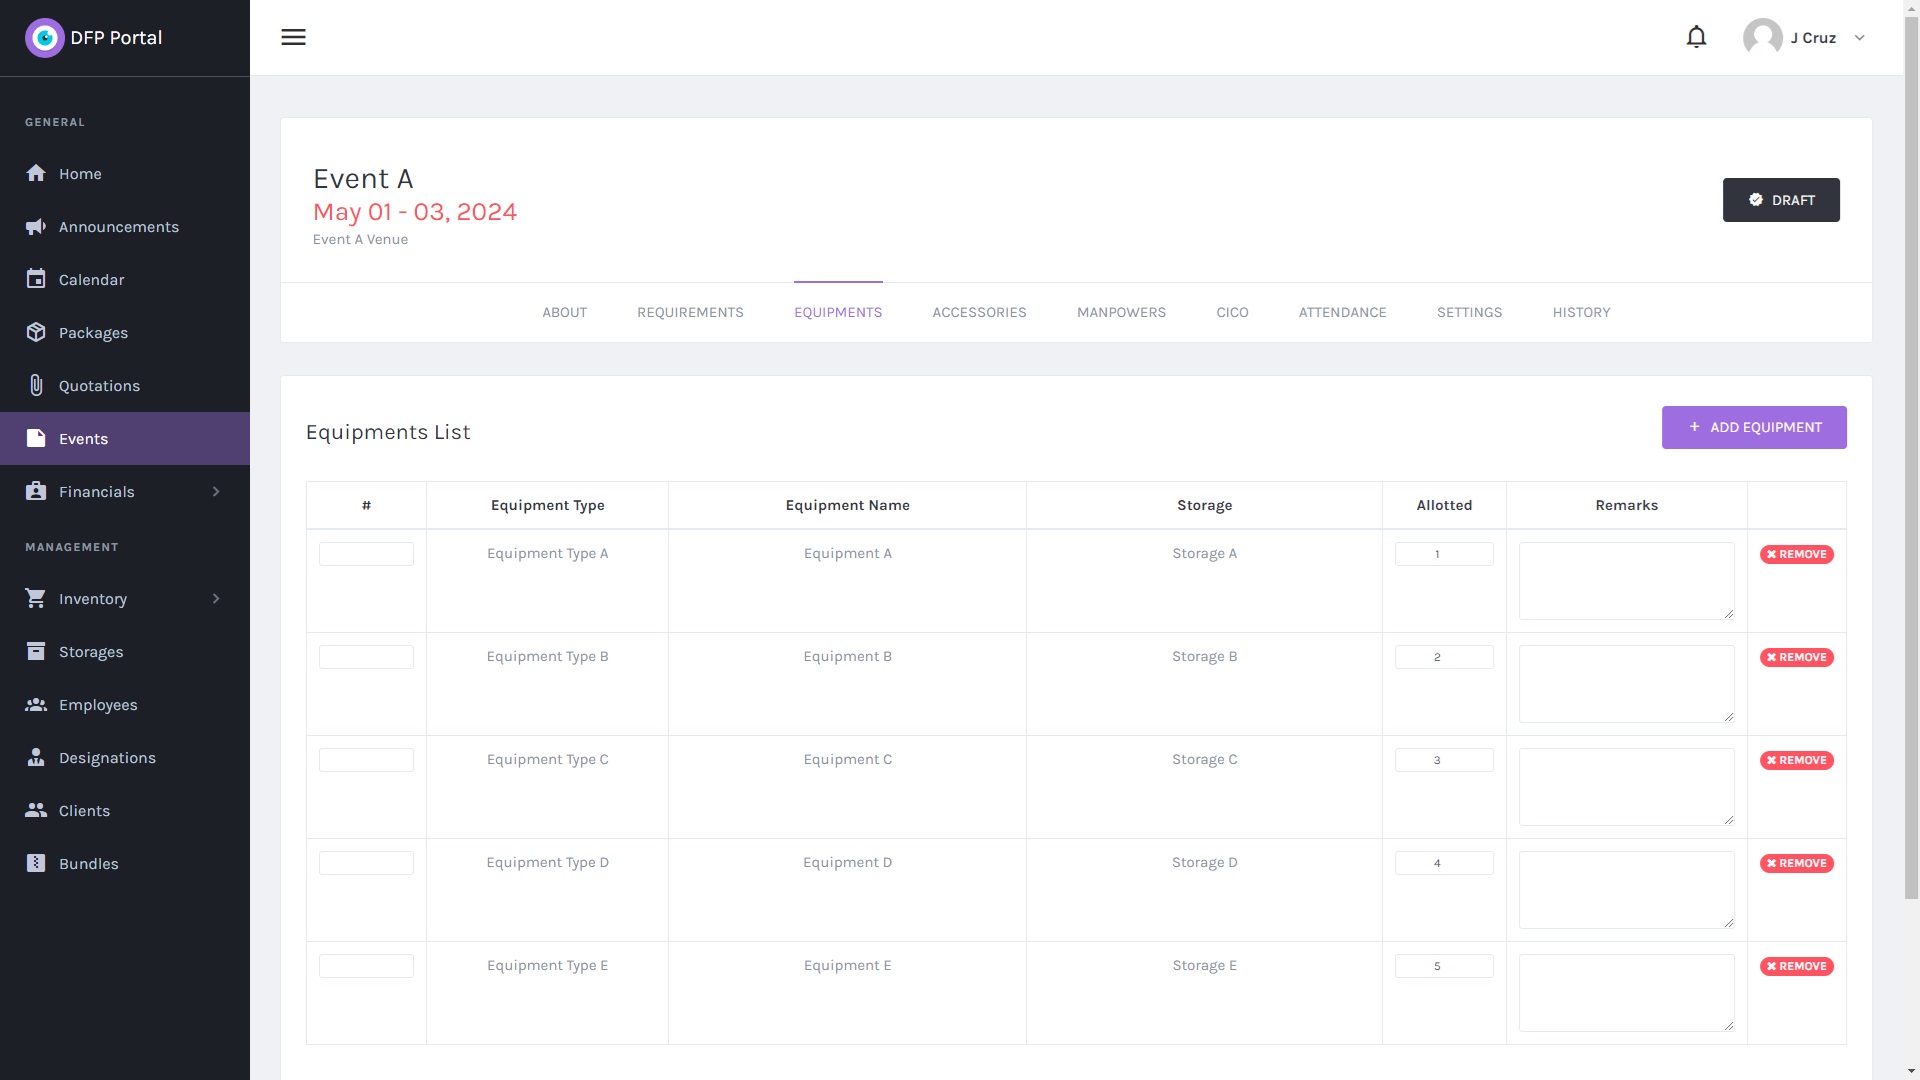 DFP Portal
J Cruz
GENERAL
Home
Announcements
Calendar
Packages
Quotations
Events
Financials
MANAGEMENT
Inventory
Storages
Employees
Designations
Clients
Bundles
Event A
May 01 - 03, 2024
Event A Venue
DRAFT
ABOUT REQUIREMENTS EQUIPMENTS ACCESSORIES MANPOWERS CICO ATTENDANCE SETTINGS HISTORY
Equipments List
+ ADD EQUIPMENT
# Equipment Type Equipment Name Storage Allotted Remarks
Equipment Type A Equipment A Storage A 1 REMOVE
Equipment Type B Equipment B Storage B 2 REMOVE
Equipment Type C Equipment C Storage C 3 REMOVE
Equipment Type D Equipment D Storage D 4 REMOVE
Equipment Type E Equipment E Storage E 5 REMOVE